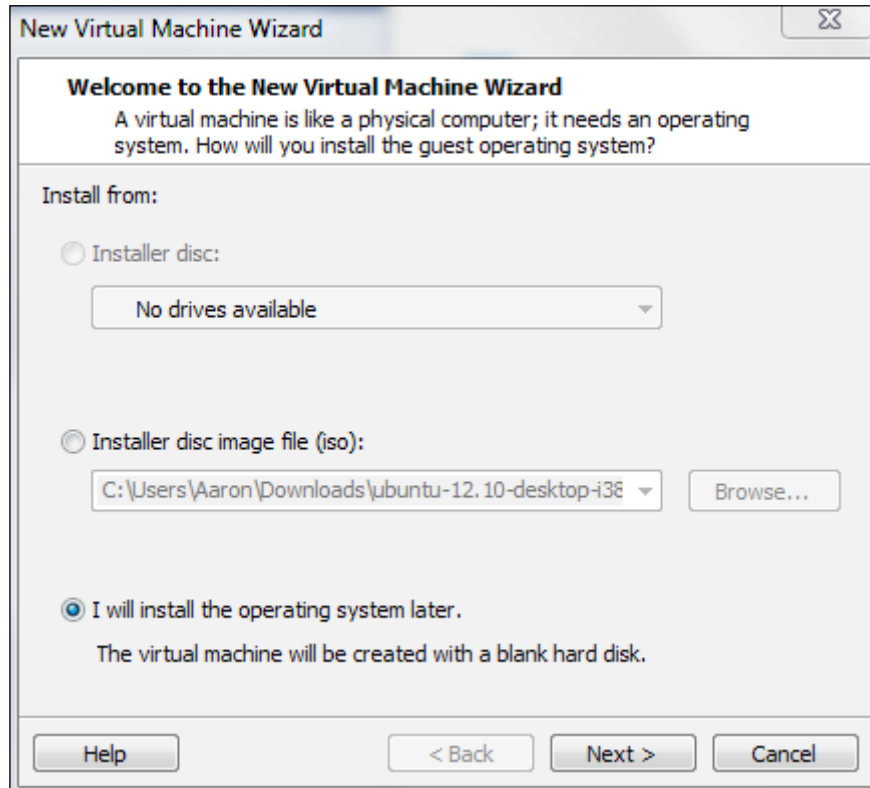 New Virtual Machine Wizard
Welcome to the New Virtual Machine Wizard
A virtual machine is like a physical computer; it needs an operating
system. How will you install the guest operating system?
Install from:
Installer disc:
No drives available
Installer disc image file (iso):
C:\Users\Aaron\Downloads\ubuntu-12.10-desktop-i38
Browse...
I will install the operating system later.
The virtual machine will be created with a blank hard disk.
Help
< Back
Next >
Cancel